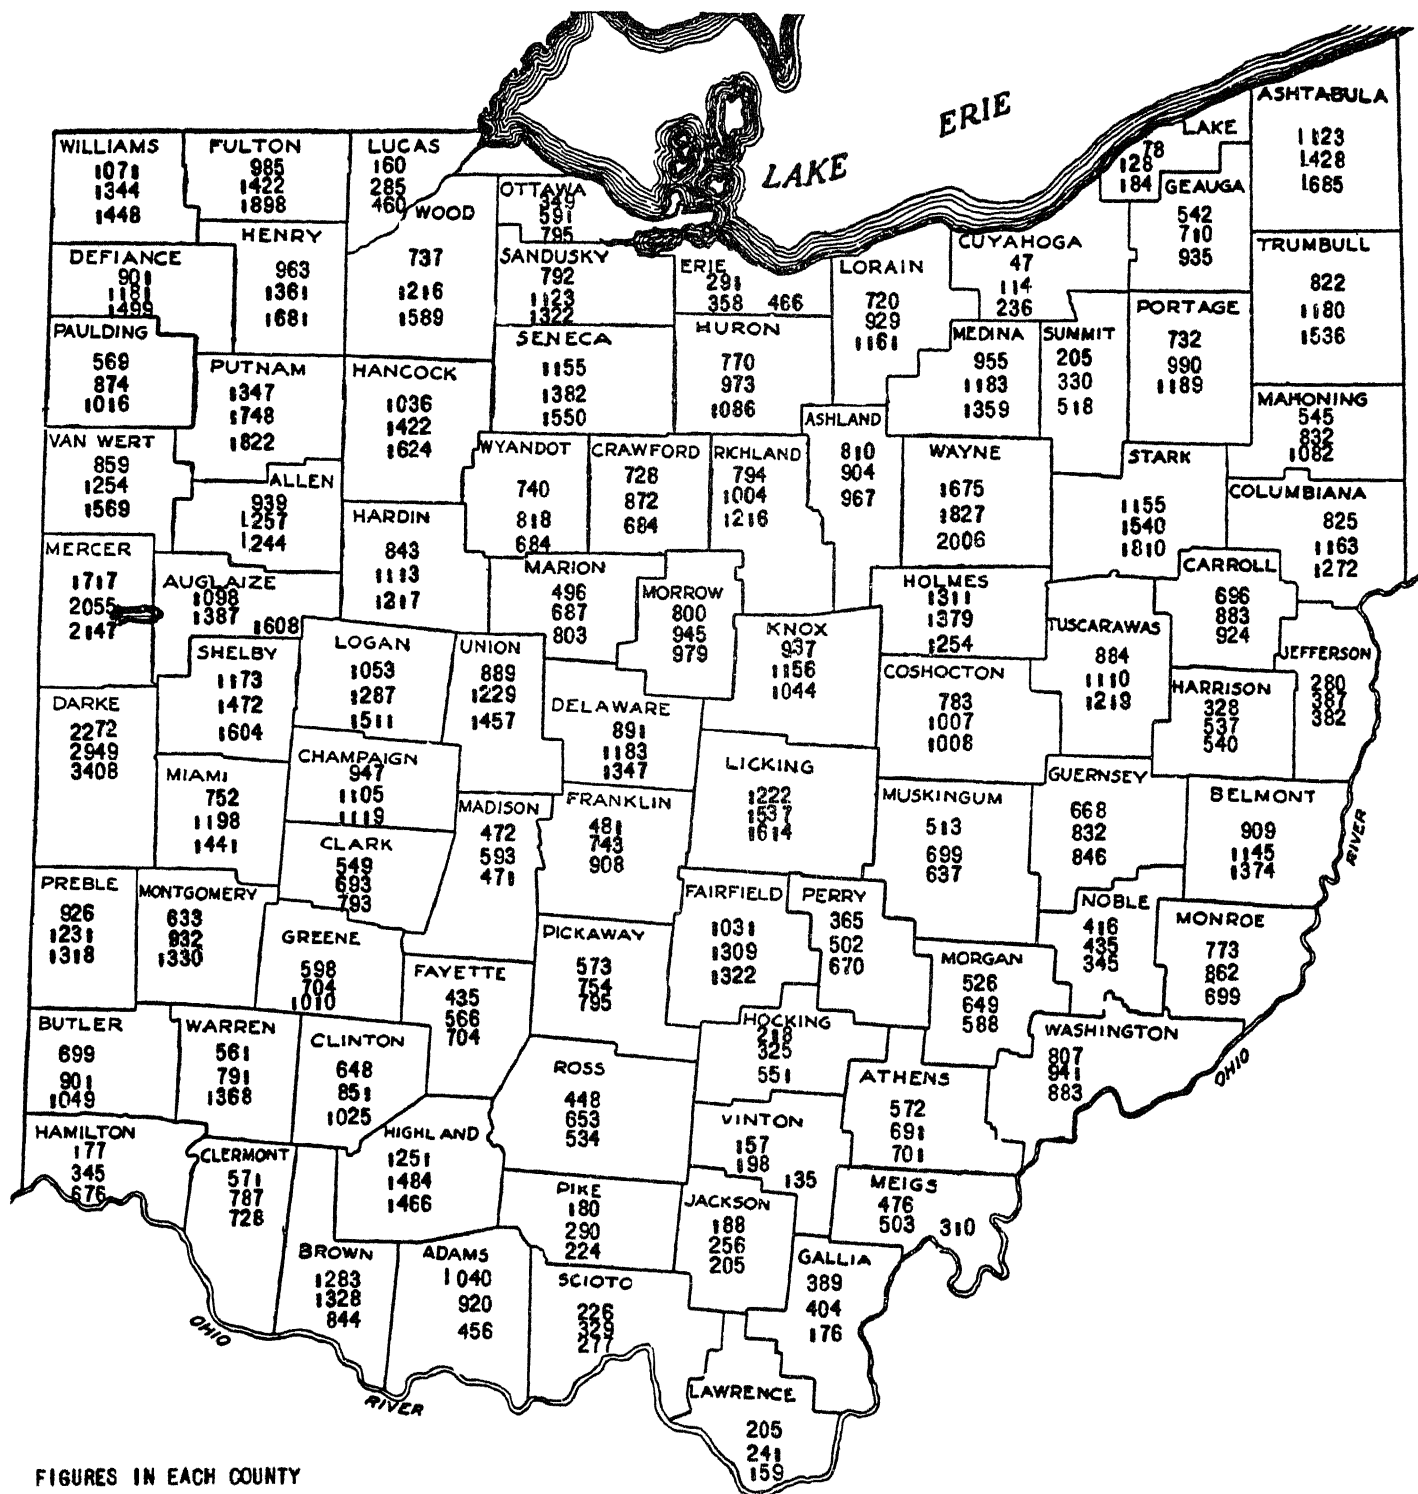 ERIE
LAKE
ASHTABULA
1123
1428
1685
LAKE
78
128
184
WILLIAMS
1071
1344
1448
FULTON
985
1422
1898
LUCAS
160
285
460
WOOD
737
1216
1589
OTTAWA
349
591
795
GEAUGA
542
710
935
HENRY
963
1361
1681
DEFIANCE
901
1181
1499
SANDUSKY
792
1123
1322
ERIE
291
358 466
LORAIN
720
929
1161
CUYAHOGA
47
114
236
TRUMBULL
822
1180
1536
PAULDING
569
874
1016
PUTNAM
1347
1748
1822
HANCOCK
1036
1422
1624
SENECA
1155
1382
1550
HURON
770
973
1086
MEDINA
955
1183
1359
SUMMIT
205
330
518
PORTAGE
732
990
1189
MAHONING
545
832
1082
VAN WERT
859
1254
1569
ALLEN
939
1257
1244
HARDIN
843
1113
1217
WYANDOT
740
818
684
CRAWFORD
728
872
684
RICHLAND
794
1004
1216
ASHLAND
810
904
967
WAYNE
1675
1827
2006
STARK
1155
1540
1810
COLUMBIANA
825
1163
1272
MERCER
1717
2055
2147
AUGLAIZE
1098
1387
1608
MARION
496
687
803
MORROW
800
945
979
KNOX
937
1156
1044
HOLMES
1311
1379
1254
TUSCARAWAS
884
1110
1219
CARROLL
696
883
924
JEFFERSON
280
387
382
SHELBY
1173
1472
1604
LOGAN
1053
1287
1511
UNION
889
1229
1457
DELAWARE
891
1183
1347
COSHOCTON
783
1007
1008
HARRISON
328
537
540
DARKE
2272
2949
3408
MIAMI
752
1198
1441
CHAMPAIGN
947
1105
1119
CLARK
549
693
793
MADISON
472
593
471
FRANKLIN
481
743
908
LICKING
1222
1537
1614
MUSKINGUM
513
699
637
GUERNSEY
668
832
846
BELMONT
909
1145
1374
RIVER
PREBLE
926
1231
1318
MONTGOMERY
633
932
1330
GREENE
598
704
1010
FAYETTE
435
566
704
PICKAWAY
573
754
795
FAIRFIELD
1031
1309
1322
PERRY
365
502
670
MORGAN
526
649
588
NOBLE
416
435
345
MONROE
773
862
699
BUTLER
699
901
1049
WARREN
561
791
1368
CLINTON
648
851
1025
ROSS
448
653
534
HOCKING
218
325
551
ATHENS
572
691
701
WASHINGTON
807
941
883
OHIO
HAMILTON
177
345
676
CLERMONT
571
787
728
HIGHLAND
1251
1484
1466
PIKE
180
290
224
VINTON
157
198
135
JACKSON
188
256
205
MEIGS
476
503 310
BROWN
1283
1328
844
ADAMS
1040
920
456
SCIOTO
226
329
277
GALLIA
389
404
176
OHIO
RIVER
LAWRENCE
205
241
159
FIGURES IN EACH COUNTY